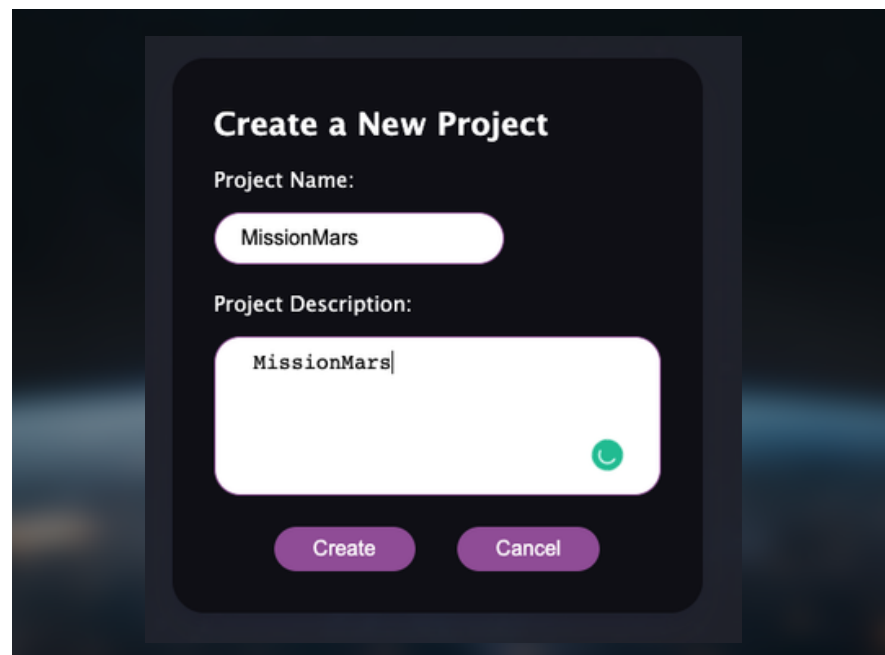 Create a New Project
Project Name:
MissionMars
Project Description:
MissionMars
Create Cancel